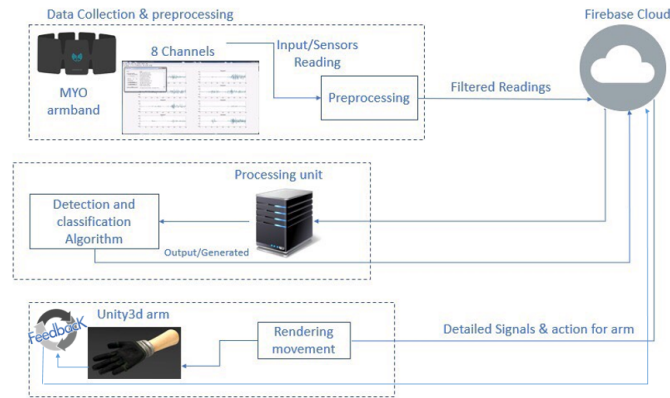 Data Collection & preprocessing
Firebase Cloud
8 Channels
Input/Sensors
Reading
MYO
armband
Preprocessing
Filtered Readings
Processing unit
Detection and
classification
Algorithm
Output/Generated
Feedback
Unity3d arm
Rendering
movement
Detailed Signals & action for arm